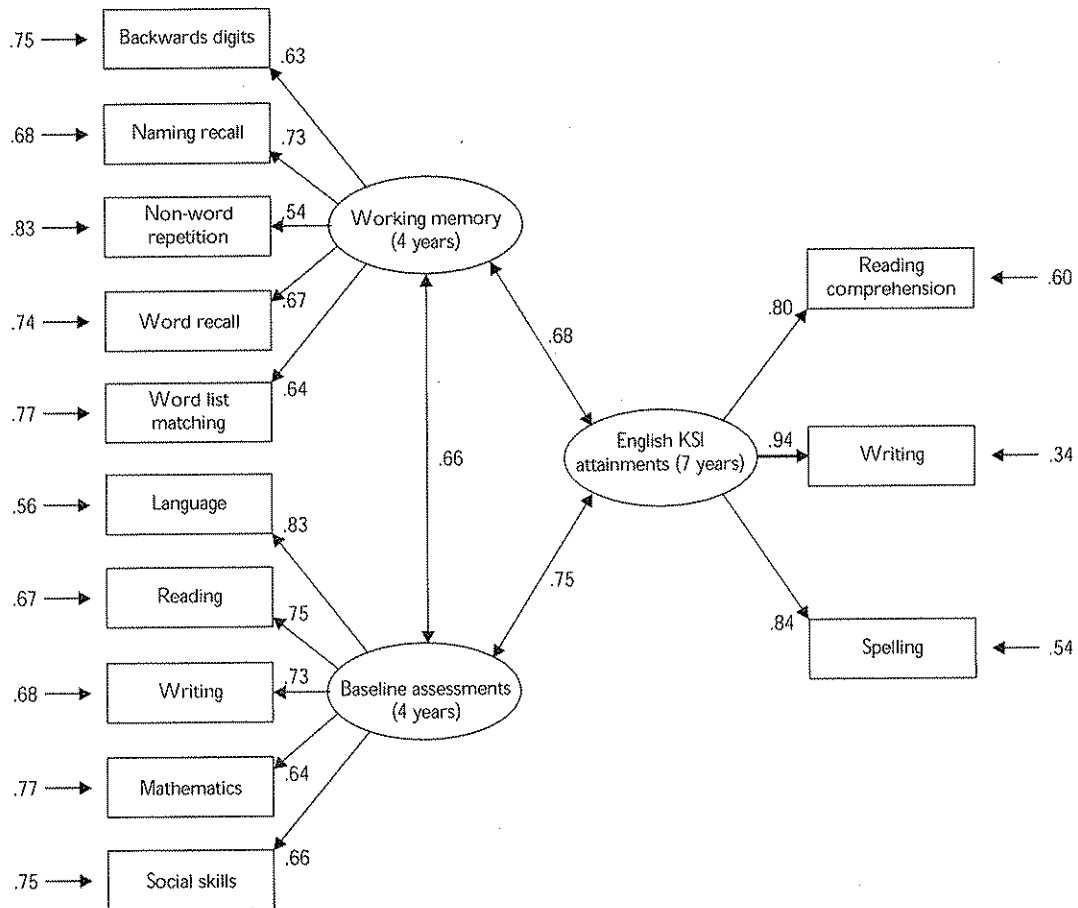 .75
Backwards digits
.63
.68
Naming recall
.73
.83
Non-word
repetition
.54
Working memory
(4 years)
.74
Word recall
.67
.77
Word list
matching
.64
.68
Reading
comprehension
.60
.80
.66
English KSI
attainments (7 years)
.94
Writing
.34
.56
Language
.83
.75
.67
Reading
.75
.84
Spelling
.54
.68
Writing
.73
Baseline assessments
(4 years)
.77
Mathematics
.64
.75
Social skills
.66